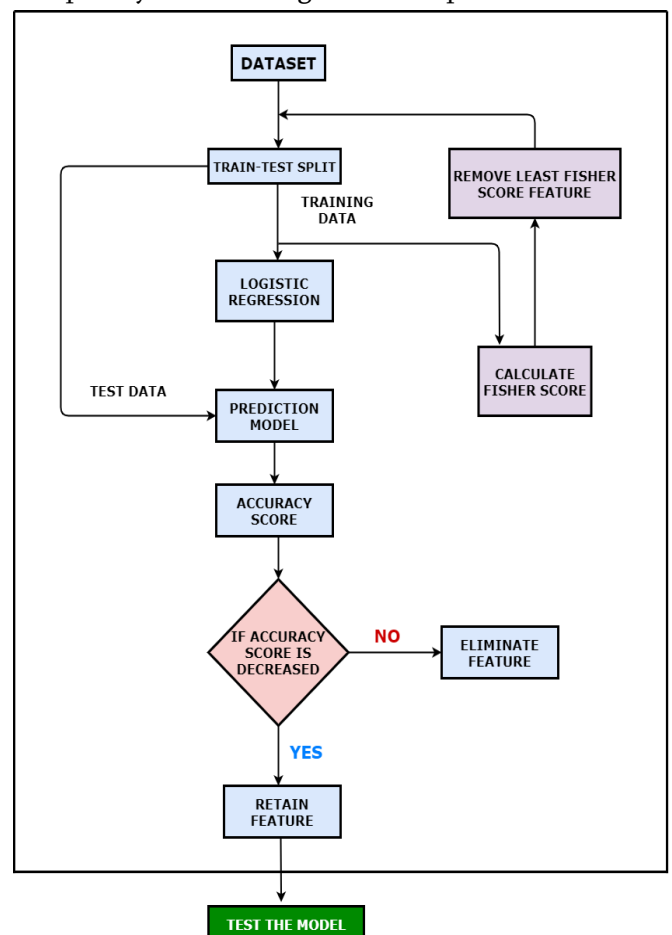 DATASET
TRAIN-TEST SPLIT
REMOVE LEAST FISHER
SCORE FEATURE
TRAINING
DATA
LOGISTIC
REGRESSION
CALCULATE
FISHER SCORE
TEST DATA
PREDICTION
MODEL
ACCURACY
SCORE
IF ACCURACY
SCORE IS
DECREASED
NO
ELIMINATE
FEATURE
YES
RETAIN
FEATURE
TEST THE MODEL